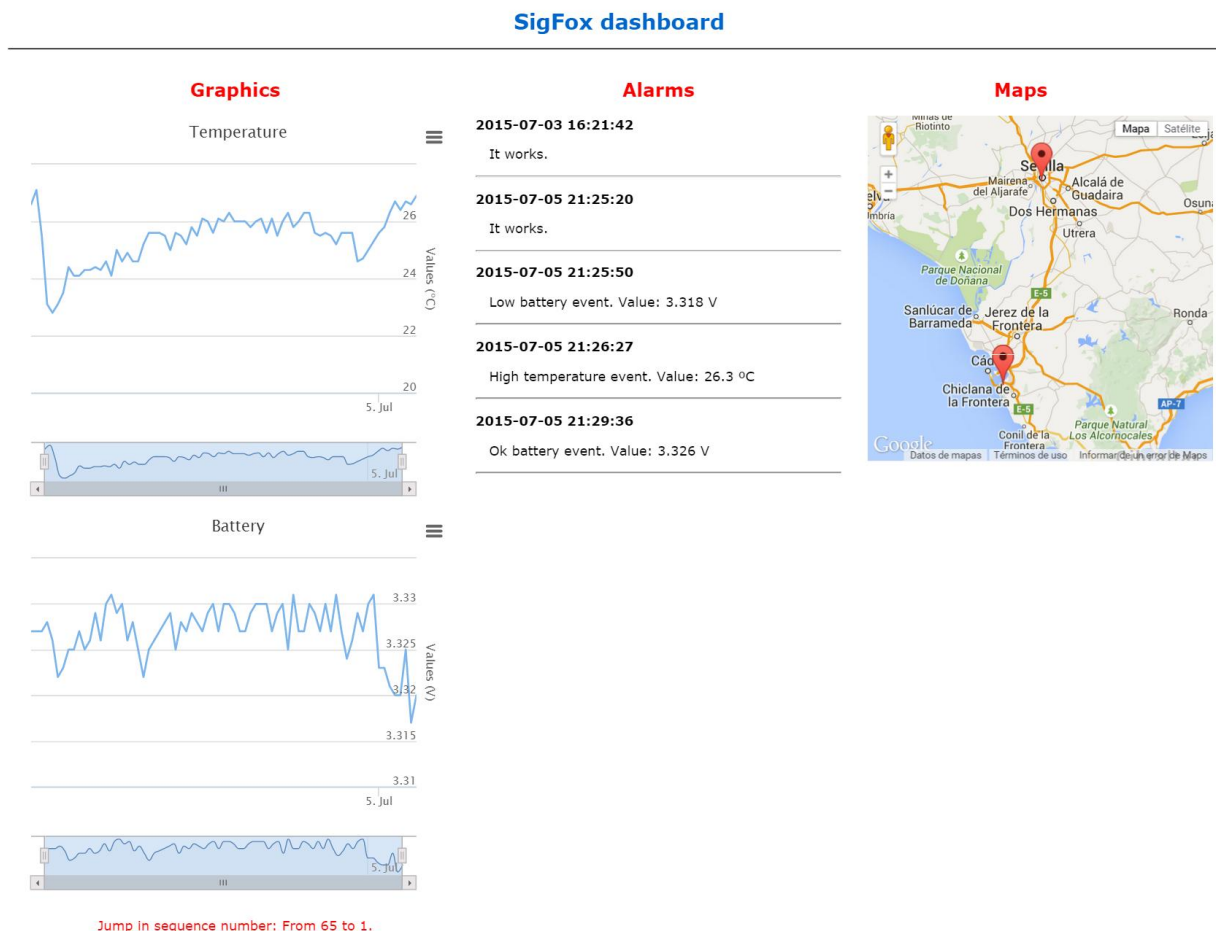 SigFox dashboard
Graphics
Temperature
26
24
22
20
Values (ºC)
5. Jul
5. Jul
Battery
3.33
3.325
3.32
3.315
3.31
Values (V)
5. Jul
5. Jul
Jump in sequence number: From 65 to 1.
Alarms
2015-07-03 16:21:42
It works.
2015-07-05 21:25:20
It works.
2015-07-05 21:25:50
Low battery event. Value: 3.318 V
2015-07-05 21:26:27
High temperature event. Value: 26.3 ºC
2015-07-05 21:29:36
Ok battery event. Value: 3.326 V
Maps
Minas de
Riotinto
Mapa Satélite
Sevilla
Mairena
del Aljarafe
Alcalá de
Guadaira
Dos Hermanas
Osun
Utrera
Parque Nacional
de Doñana
E-5
Sanlúcar de
Barrameda
Jerez de la
Frontera
Ronda
Cád
Chiclana de
la Frontera
E-5
AP-7
Parque Natural
Los Alcornocales
Conil de la
Frontera
Google
Datos de mapas Términos de uso Informar de un error de Maps